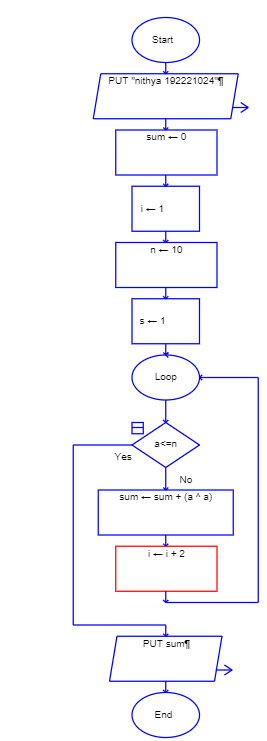 Start
PUT "nithya 192221024"¶
sum ← 0
i ← 1
n ← 10
s ← 1
Loop
a<=n
Yes
No
sum ← sum + (a ^ a)
i ← i + 2
PUT sum¶
End